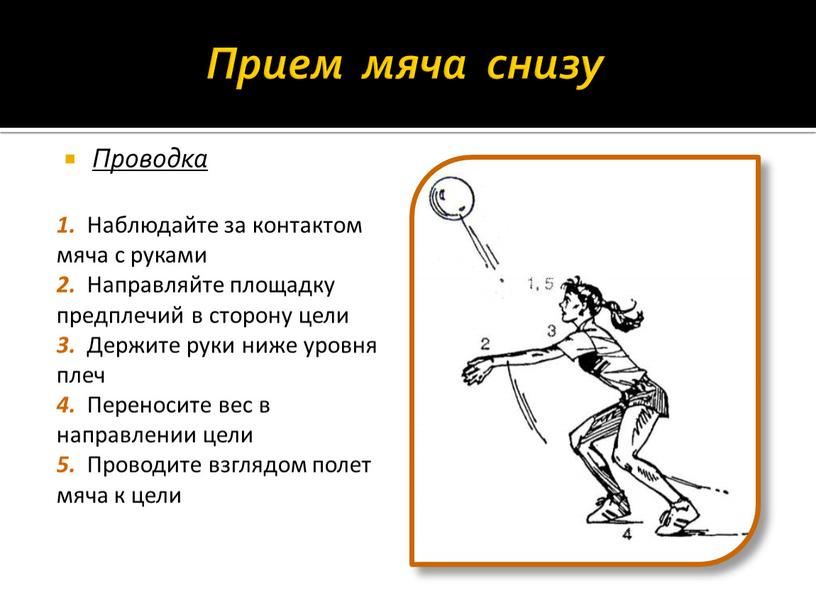 Прием мяча снизу
Проводка
1. Наблюдайте за контактом
мяча с руками
2. Направляйте площадку
предплечий в сторону цели
3. Держите руки ниже уровня
плеч
4. Переносите вес в
направлении цели
5. Проводите взглядом полет
мяча к цели
1, 5
3
2
4